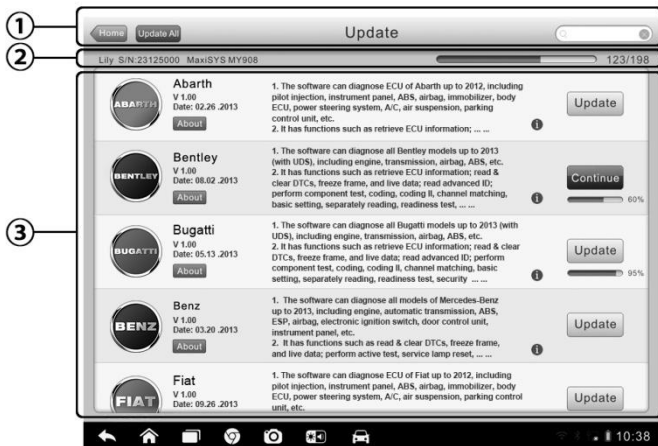 ① Home Update All Update
② Lily S/N:23125000 MaxiSYS MY908 123/198
③
ABARTH
Abarth
V 1.00
Date: 02.26 .2013
About
1. The software can diagnose ECU of Abarth up to 2012, including
pilot injection, instrument panel, ABS, airbag, immobilizer, body
ECU, power steering system, A/C, air suspension, parking
control unit, etc.
2. It has functions such as retrieve ECU information; ... ...
Update
BENTLEY
Bentley
V 1.00
Date: 08.02 .2013
About
1. The software can diagnose all Bentley models up to 2013
(with UDS), including engine, transmission, airbag, ABS, etc.
2. It has functions such as retrieve ECU information; read &
clear DTCs, freeze frame, and live data; read advanced ID;
perform component test, coding, coding II, channel matching,
basic setting, separately reading, readiness test, ... ...
Continue
60%
BUGATTI
Bugatti
V 1.00
Date: 05.13 .2013
About
1. The software can diagnose all Bugatti models up to 2013 (with
UDS), including engine, transmission, airbag, ABS, etc.
2. It has functions such as retrieve ECU information; read & clear
DTCs, freeze frame, and live data; read advanced ID; perform
component test, coding, coding II, channel matching, basic
setting, separately reading, readiness test, security ... ...
Update
95%
BENZ
Benz
V 1.00
Date: 03.20 .2013
About
1. The software can diagnose all models of Mercedes-Benz
up to 2013, including engine, automatic transmission, ABS,
ESP, airbag, electronic ignition switch, door control unit,
instrument panel, etc.
2. It has functions such as read & clear DTCs, freeze frame,
and live data; perform active test, service lamp reset, ... ...
Update
FIAT
Fiat
V 1.00
Date: 09.26 .2013
1. The software can diagnose ECU of Fiat up to 2012, including
pilot injection, instrument panel, ABS, airbag, immobilizer, body
ECU, power steering system, A/C, air suspension, parking control
unit, etc.
Update
10:38